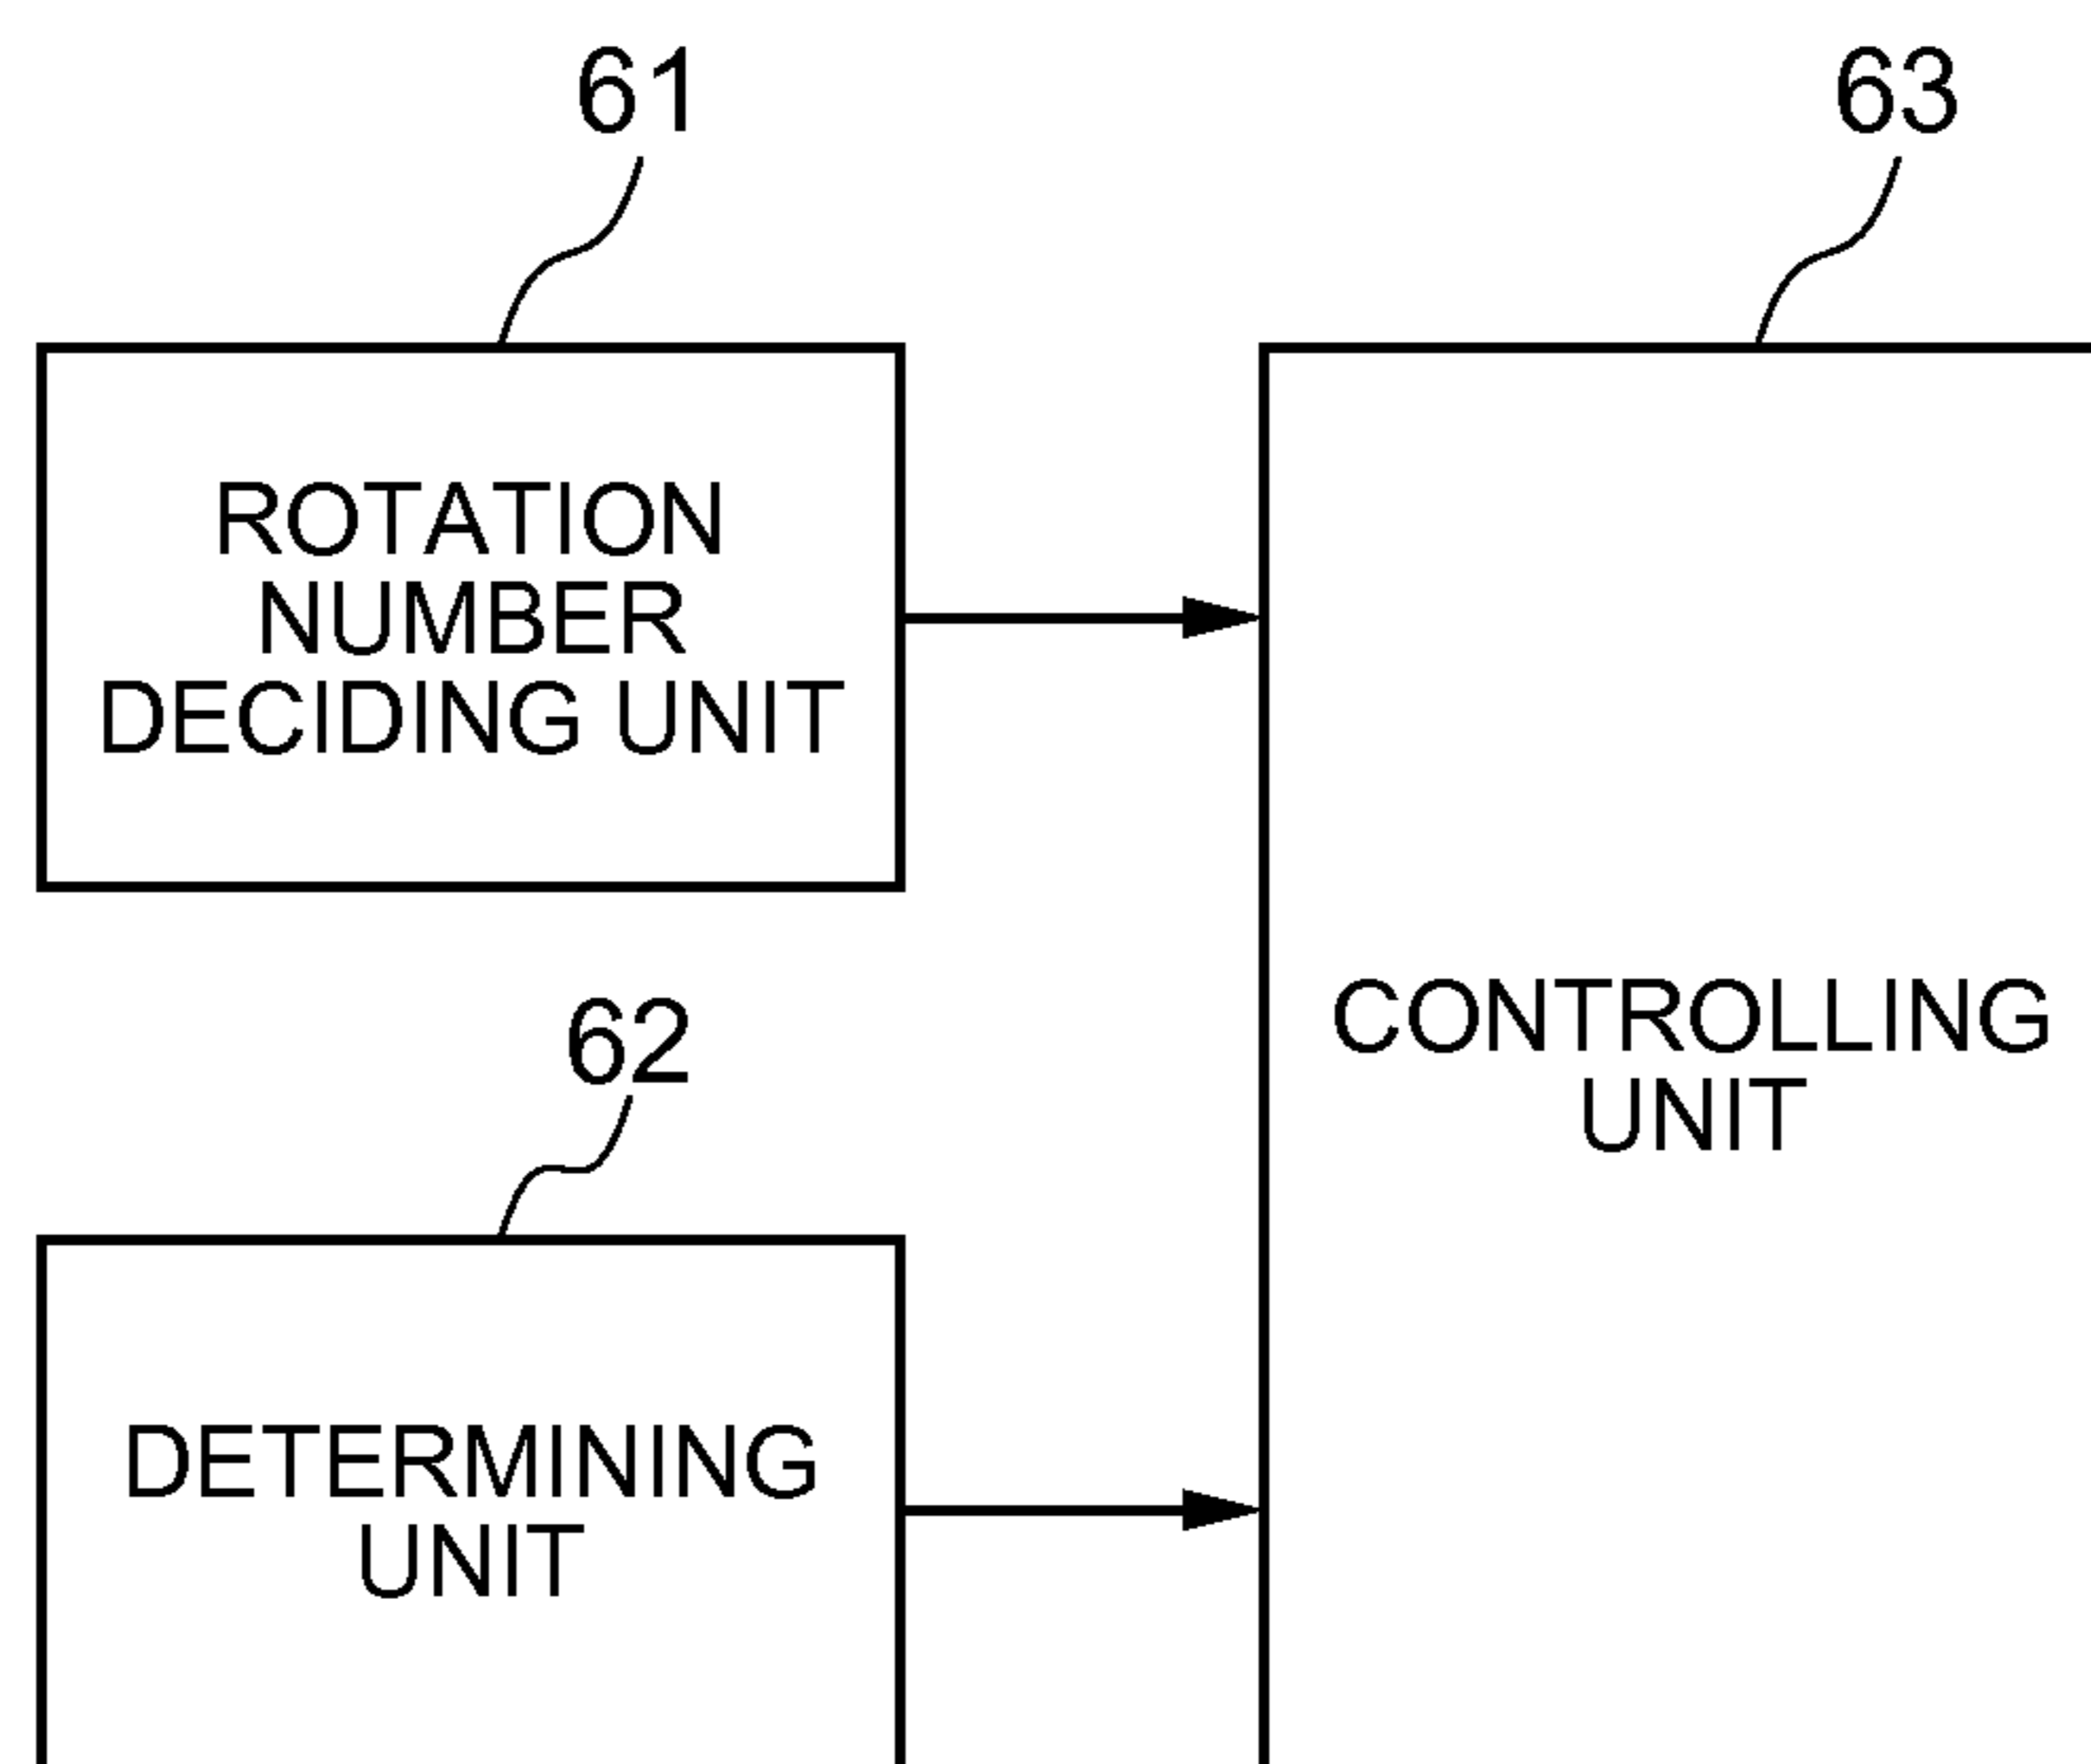 61
63
ROTATION
NUMBER
DECIDING UNIT
62
CONTROLLING
UNIT
DETERMINING
UNIT